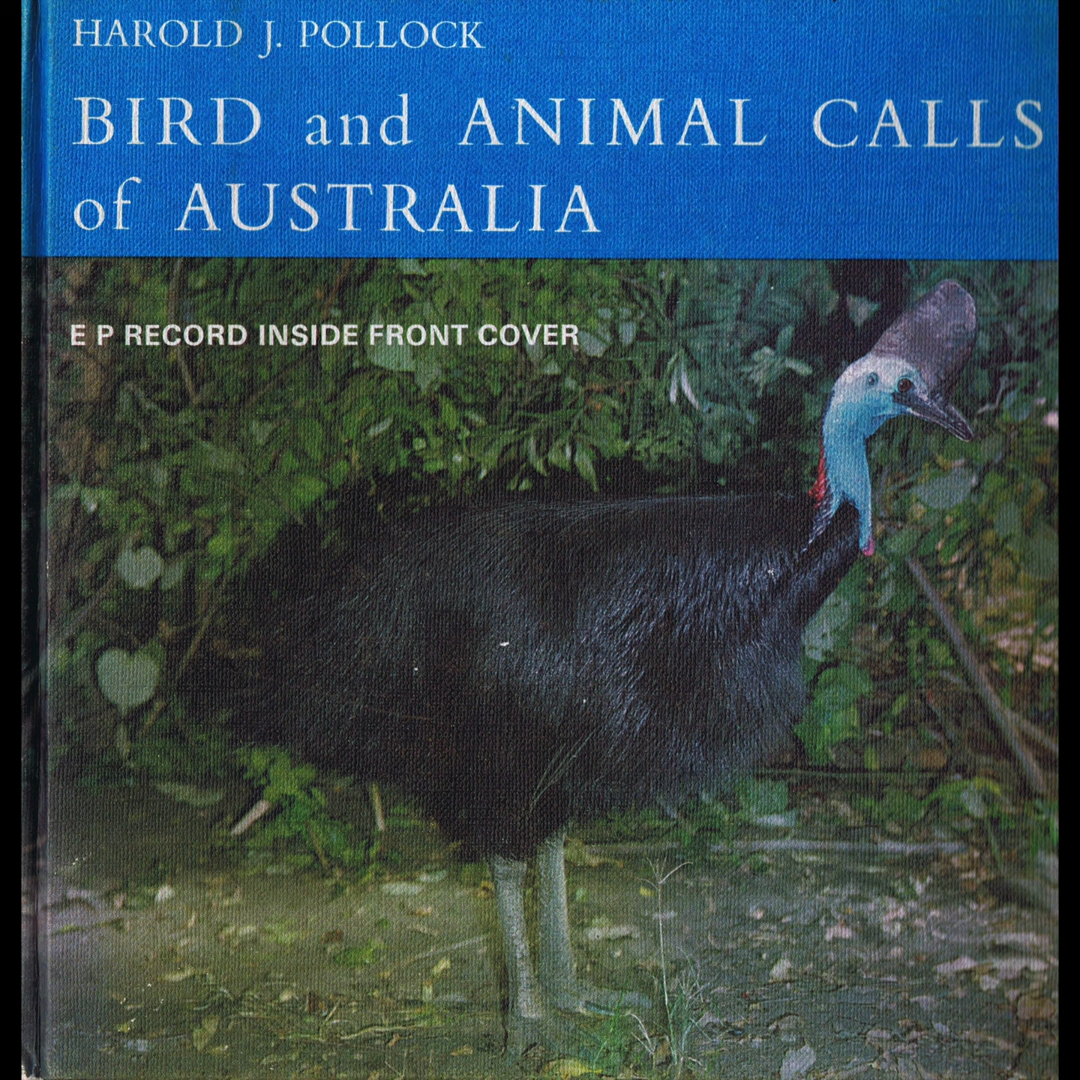 HAROLD J. POLLOCK
BIRD and ANIMAL CALLS
of AUSTRALIA
E P RECORD INSIDE FRONT COVER